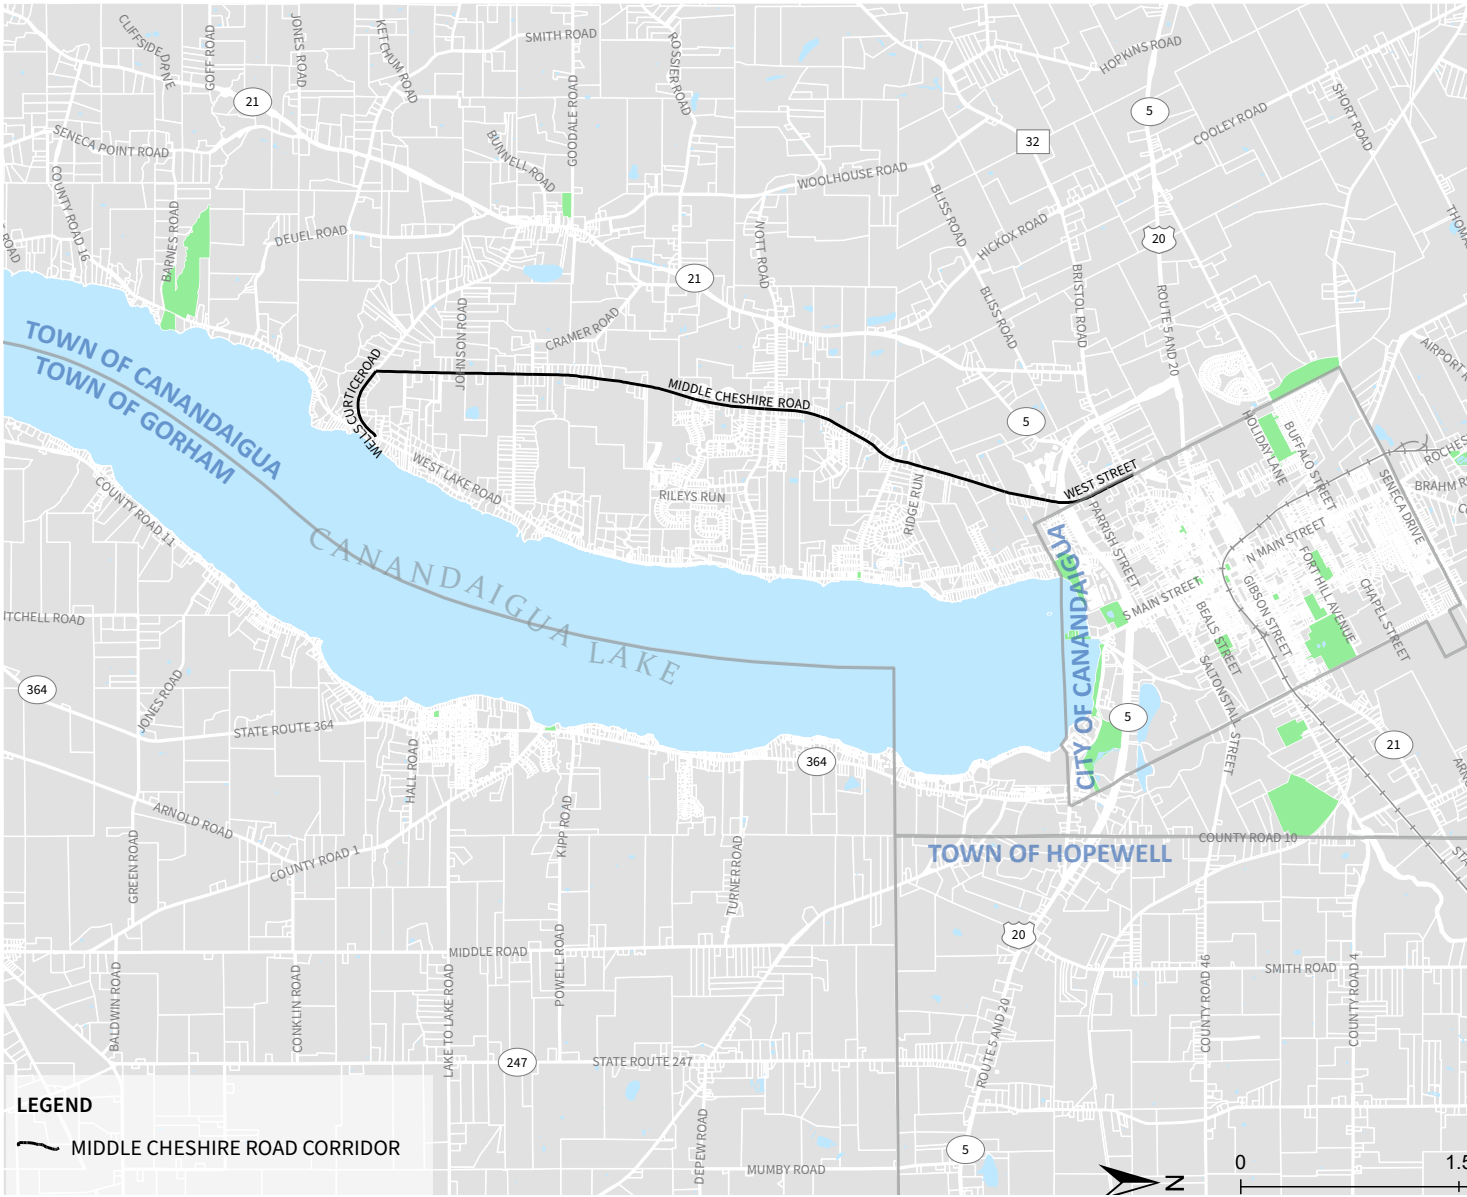 CLIFFSIDE DRIVE
GOFF ROAD
JONES ROAD
KETCHUM ROAD
SMITH ROAD
ROSSIER ROAD
HOPKINS ROAD
21
GOODALE ROAD
5
SHORT ROAD
COOLEY ROAD
SENECA POINT ROAD
BUNNELL ROAD
32
COUNTY ROAD 16
WOOLHOUSE ROAD
BLISS ROAD
ROAD
BARNES ROAD
DEUEL ROAD
NOTT ROAD
HICKOX ROAD
20
21
BRISTOL ROAD
BLISS ROAD
ROUTE 5 AND 20
JOHNSON ROAD
CRAMER ROAD
AIRPORT R
TOWN OF CANANDAIGUA
TOWN OF GORHAM
WELLS CURTICE ROAD
MIDDLE CHESHIRE ROAD
5
HOLIDAY LANE
BUFFALO STREET
ROCHES
WEST LAKE ROAD
COUNTY ROAD 11
RILEYS RUN
RIDGE RUN
WEST STREET
SENECA DRIVE
BRAHM R
CANANDAIGUA LAKE
CITY OF CANANDAIGUA
PARRISH STREET
N MAIN STREET
FORT HILL AVENUE
S MAIN STREET
GIBSON STREET
CHAPEL STREET
BEALS STREET
SALTONSTALL STREET
ITCHELL ROAD
364
JONES ROAD
STATE ROUTE 364
5
21
HALL ROAD
364
ARNOLD ROAD
KIPP ROAD
COUNTY ROAD 10
TOWN OF HOPEWELL
GREEN ROAD
COUNTY ROAD 1
TURNER ROAD
20
MIDDLE ROAD
POWELL ROAD
SMITH ROAD
COUNTY ROAD 46
COUNTY ROAD 4
BALDWIN ROAD
CONKLIN ROAD
LAKE TO LAKE ROAD
247
STATE ROUTE 247
ROUTE 5 AND 20
LEGEND
MIDDLE CHESHIRE ROAD CORRIDOR
DEPEW ROAD
MUMBY ROAD
5
N
0
1.5